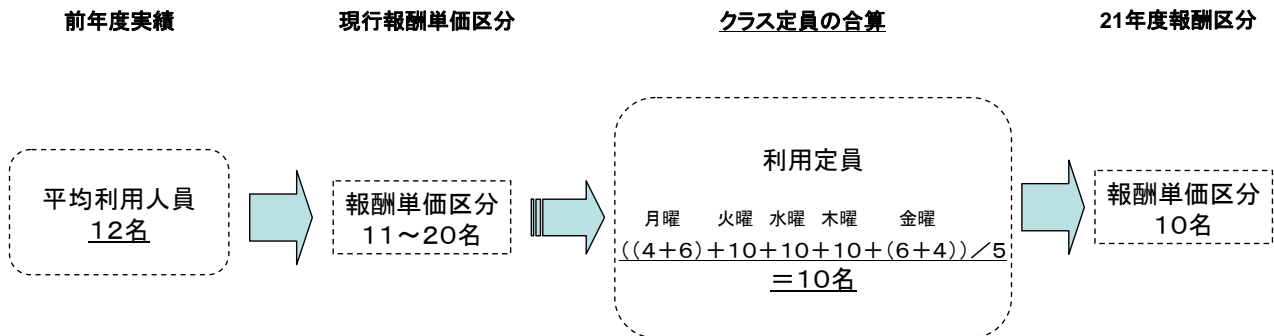 前年度実績
現行報酬単価区分
クラス定員の合算
21年度報酬区分
平均利用人員
12名
報酬単価区分
11～20名
利用定員
月曜 火曜 水曜 木曜 金曜
((4＋6)＋10＋10＋10＋(6＋4))／5
＝10名
報酬単価区分
10名